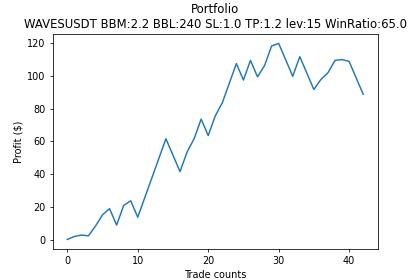 Portfolio
WAVESUSDT BBM:2.2 BBL:240 SL:1.0 TP:1.2 lev:15 WinRatio:65.0
120
100
80
60
40
20
0
Profit ($)
0 10 20 30 40
Trade counts